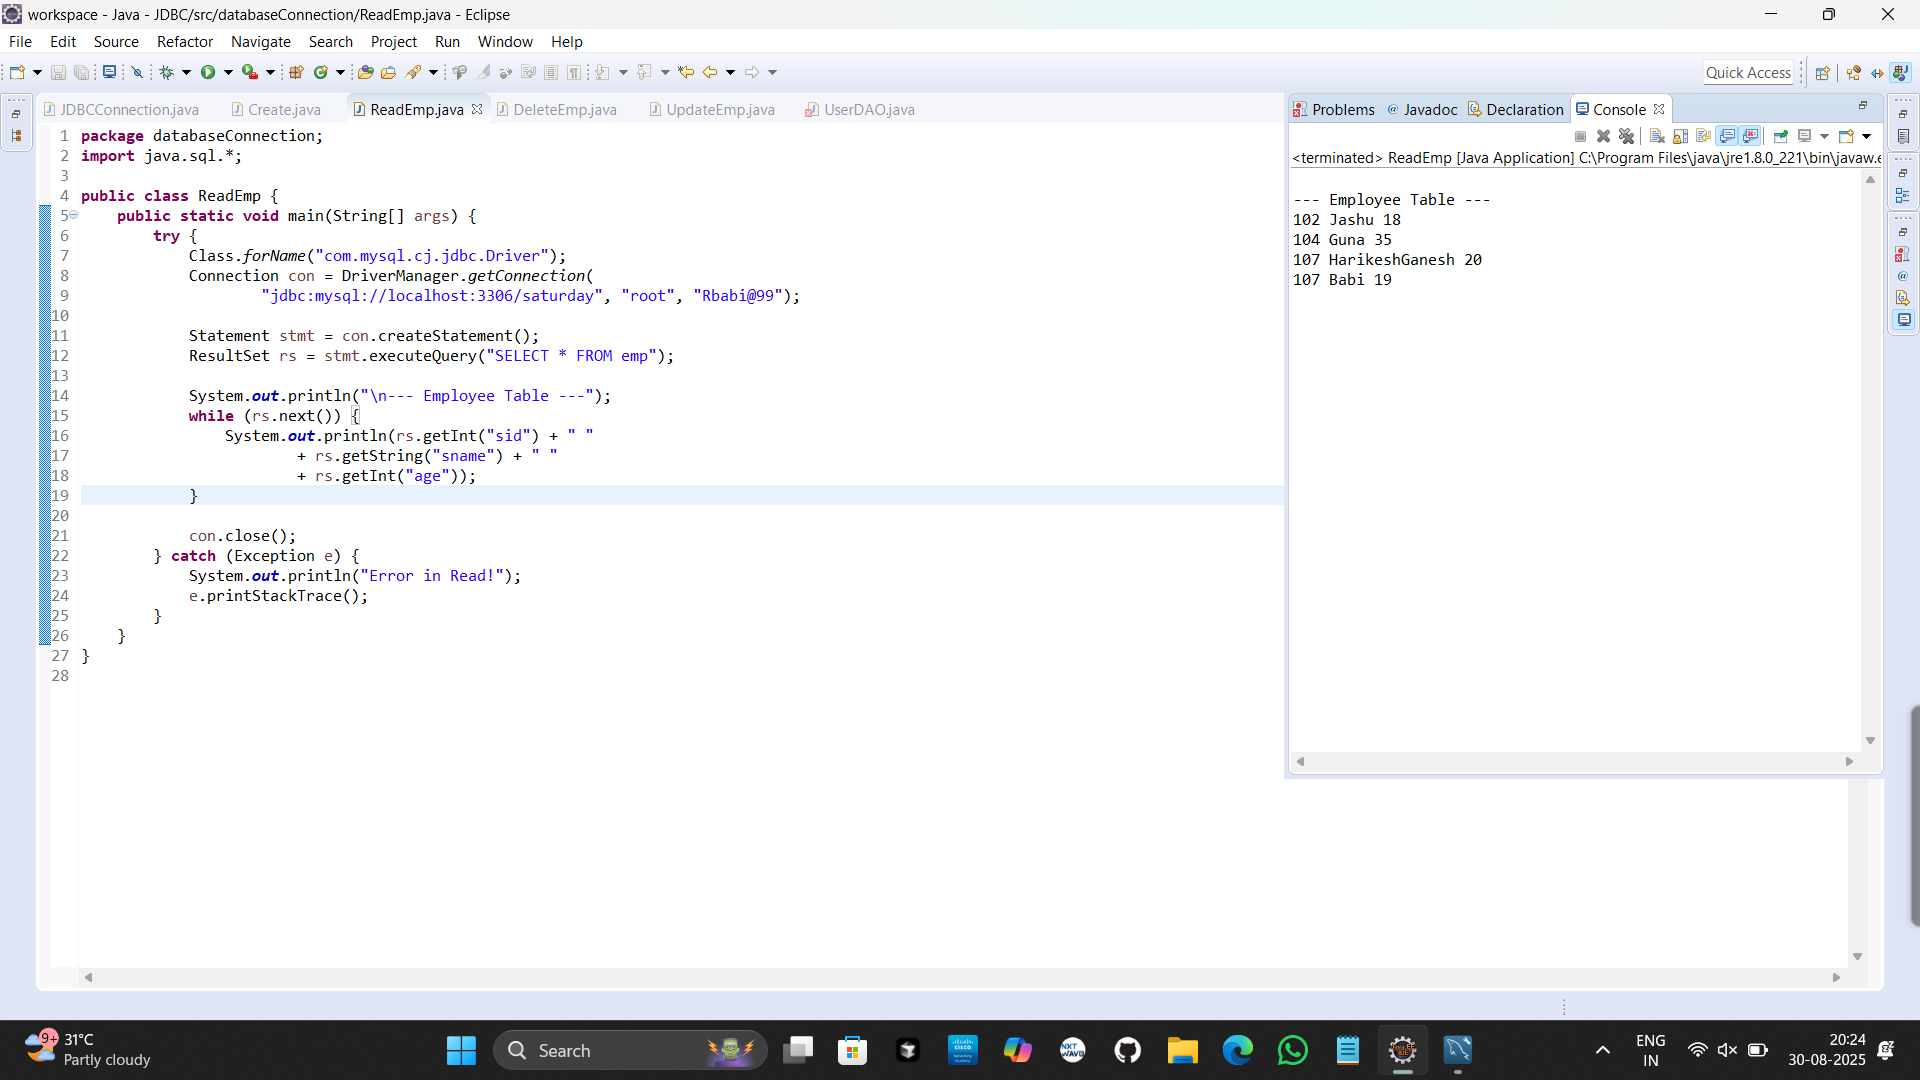 workspace - Java - JDBC/src/databaseConnection/ReadEmp.java - Eclipse
File Edit Source Refactor Navigate Search Project Run Window Help
Quick Access
JDBCConnection.java Create.java ReadEmp.java DeleteEmp.java UpdateEmp.java UserDAO.java
1 package databaseConnection;
2 import java.sql.*;
3
4 public class ReadEmp {
5 public static void main(String[] args) {
6 try {
7 Class.forName("com.mysql.cj.jdbc.Driver");
8 Connection con = DriverManager.getConnection(
9 "jdbc:mysql://localhost:3306/saturday", "root", "Rbabi@99");
10
11 Statement stmt = con.createStatement();
12 ResultSet rs = stmt.executeQuery("SELECT * FROM emp");
13
14 System.out.println("\n--- Employee Table ---");
15 while (rs.next()) {
16 System.out.println(rs.getInt("sid") + " "
17 + rs.getString("sname") + " "
18 + rs.getInt("age"));
19 }
20
21 con.close();
22 } catch (Exception e) {
23 System.out.println("Error in Read!");
24 e.printStackTrace();
25 }
26 }
27 }
28
Problems Javadoc Declaration Console
<terminated> ReadEmp [Java Application] C:\Program Files\java\jre1.8.0_221\bin\javaw.e
--- Employee Table ---
102 Jashu 18
104 Guna 35
107 HarikeshGanesh 20
107 Babi 19
9+
31°C
Partly cloudy
Search
CISCO
NXT
WAVE
ENG
IN
20:24
30-08-2025